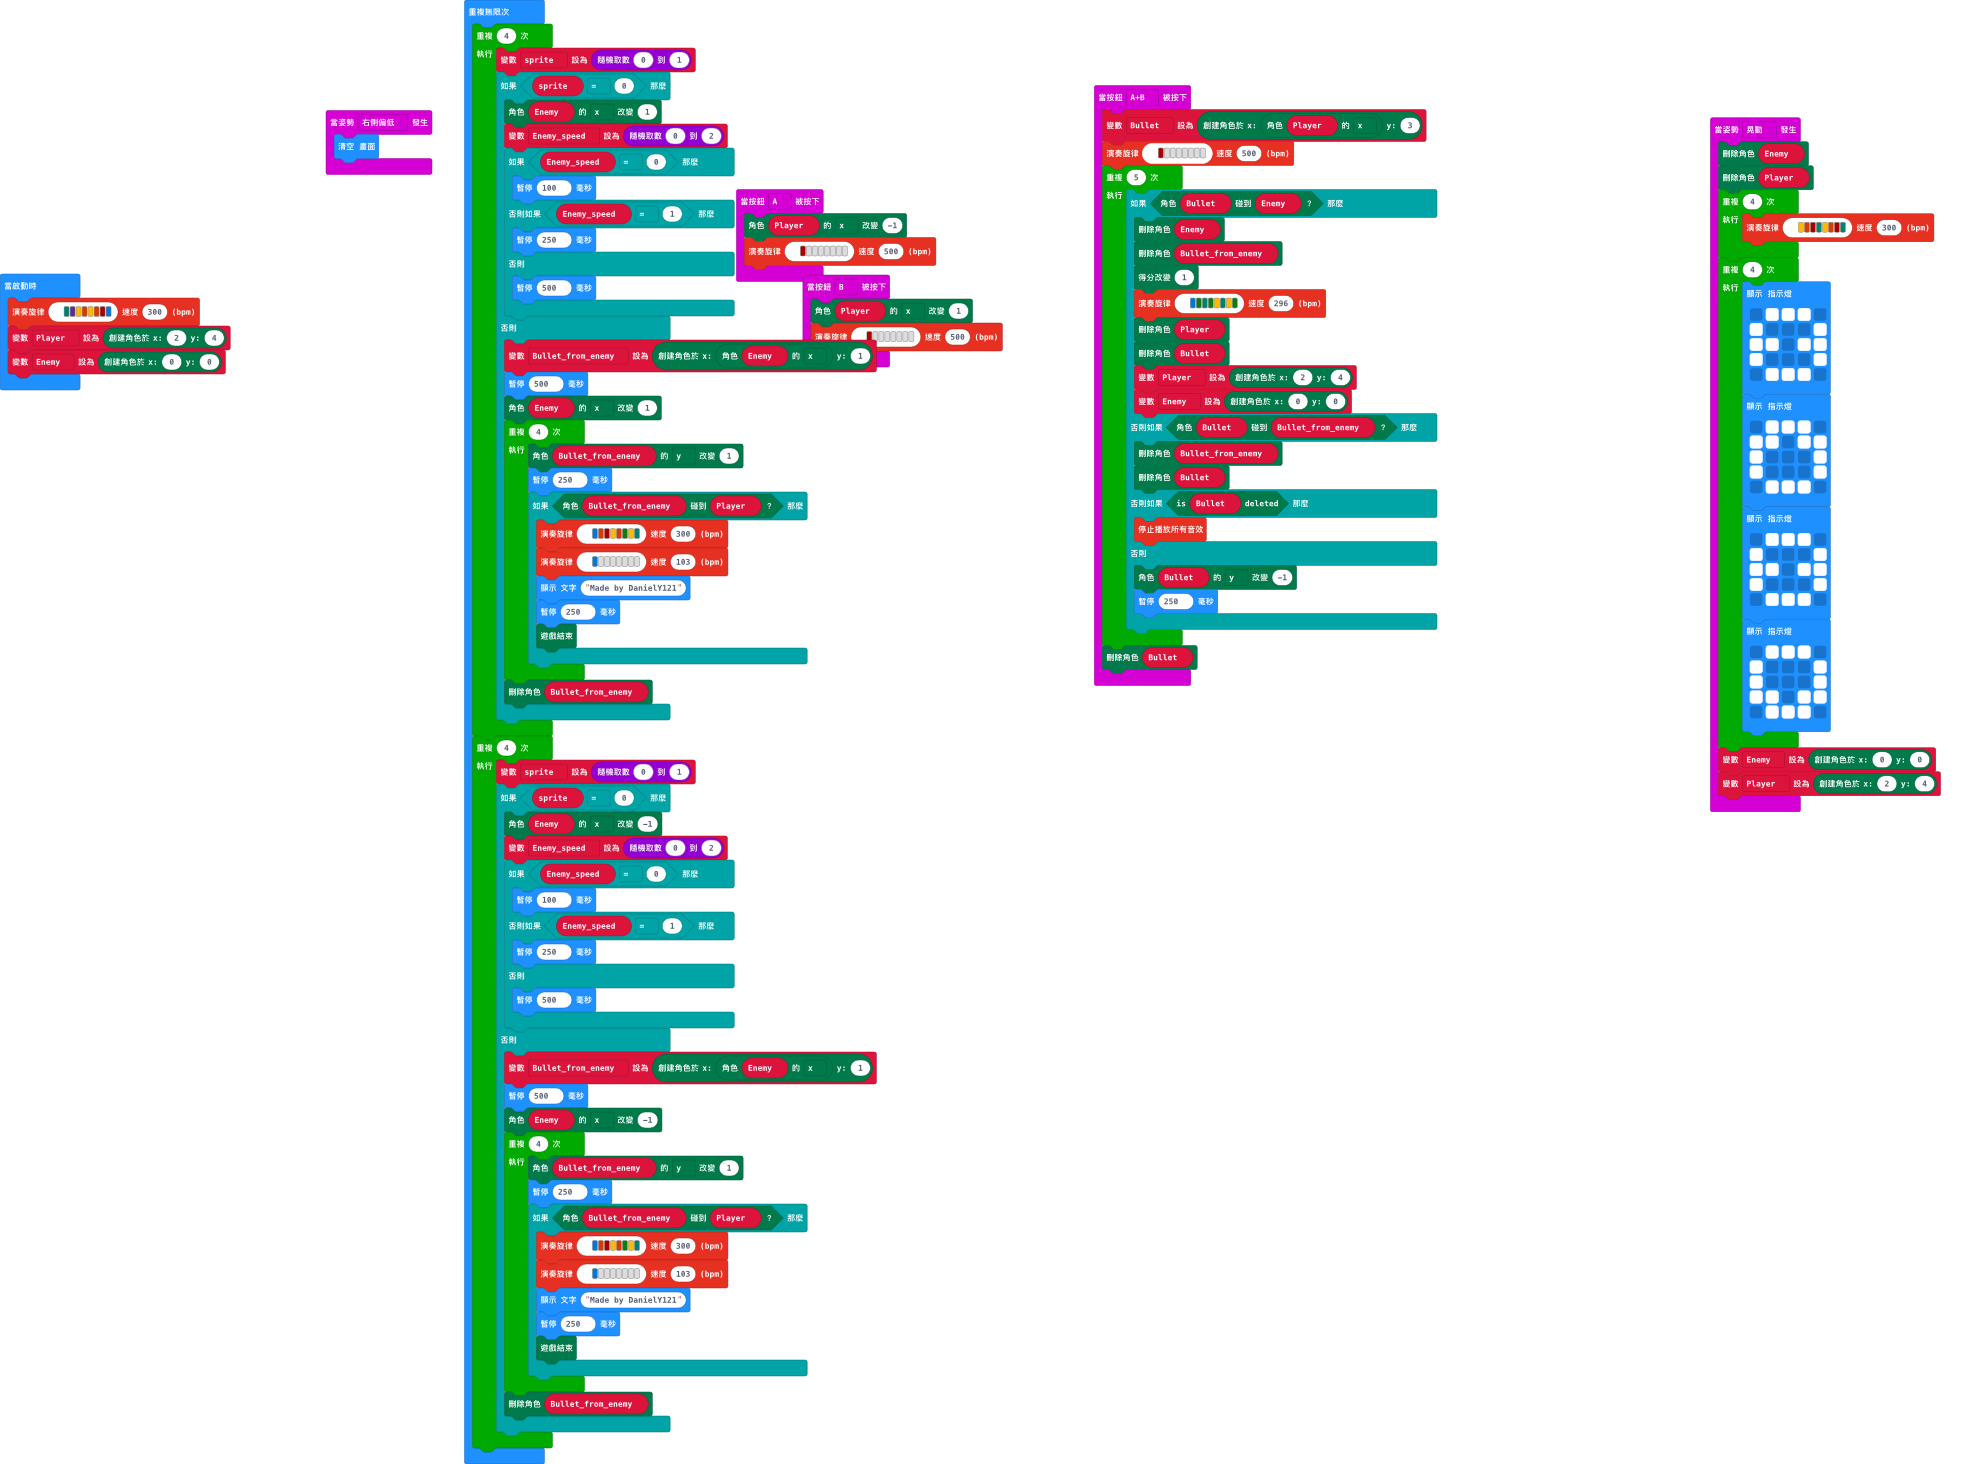 當啟動時
演奏旋律 速度 300 (bpm)
變數 Player 設為 創建角色於 x: 2 y: 4
變數 Enemy 設為 創建角色於 x: 0 y: 0
當姿勢 右側偏低 發生
清空 畫面
重複無限次
重複 4 次
執行
變數 sprite 設為 隨機取數 0 到 1
如果 sprite = 0 那麼
角色 Enemy 的 x 改變 1
變數 Enemy_speed 設為 隨機取數 0 到 2
如果 Enemy_speed = 0 那麼
暫停 100 毫秒
否則如果 Enemy_speed = 1 那麼
暫停 250 毫秒
否則
暫停 500 毫秒
否則
變數 Bullet_from_enemy 設為 創建角色於 x: 角色 Enemy 的 x y: 1
暫停 500 毫秒
角色 Enemy 的 x 改變 1
重複 4 次
執行
角色 Bullet_from_enemy 的 y 改變 1
暫停 250 毫秒
如果 角色 Bullet_from_enemy 碰到 Player ? 那麼
演奏旋律 速度 300 (bpm)
演奏旋律 速度 103 (bpm)
顯示 文字 "Made by DanielY121"
暫停 250 毫秒
遊戲結束
刪除角色 Bullet_from_enemy
重複 4 次
執行
變數 sprite 設為 隨機取數 0 到 1
如果 sprite = 0 那麼
角色 Enemy 的 x 改變 -1
變數 Enemy_speed 設為 隨機取數 0 到 2
如果 Enemy_speed = 0 那麼
暫停 100 毫秒
否則如果 Enemy_speed = 1 那麼
暫停 250 毫秒
否則
暫停 500 毫秒
否則
變數 Bullet_from_enemy 設為 創建角色於 x: 角色 Enemy 的 x y: 1
暫停 500 毫秒
角色 Enemy 的 x 改變 -1
重複 4 次
執行
角色 Bullet_from_enemy 的 y 改變 1
暫停 250 毫秒
如果 角色 Bullet_from_enemy 碰到 Player ? 那麼
演奏旋律 速度 300 (bpm)
演奏旋律 速度 103 (bpm)
顯示 文字 "Made by DanielY121"
暫停 250 毫秒
遊戲結束
刪除角色 Bullet_from_enemy
當按鈕 A 被按下
角色 Player 的 x 改變 -1
演奏旋律 速度 500 (bpm)
當按鈕 B 被按下
角色 Player 的 x 改變 1
演奏旋律 速度 500 (bpm)
當按鈕 A+B 被按下
變數 Bullet 設為 創建角色於 x: 角色 Player 的 x y: 3
演奏旋律 速度 500 (bpm)
重複 5 次
執行
如果 角色 Bullet 碰到 Enemy ? 那麼
刪除角色 Enemy
刪除角色 Bullet_from_enemy
得分改變 1
演奏旋律 速度 296 (bpm)
刪除角色 Player
刪除角色 Bullet
變數 Player 設為 創建角色於 x: 2 y: 4
變數 Enemy 設為 創建角色於 x: 0 y: 0
否則如果 角色 Bullet 碰到 Bullet_from_enemy ? 那麼
刪除角色 Bullet_from_enemy
刪除角色 Bullet
否則如果 is Bullet deleted 那麼
停止播放所有音效
否則
角色 Bullet 的 y 改變 -1
暫停 250 毫秒
刪除角色 Bullet
當姿勢 晃動 發生
刪除角色 Enemy
刪除角色 Player
重複 4 次
執行
演奏旋律 速度 300 (bpm)
重複 4 次
執行
顯示 指示燈
顯示 指示燈
顯示 指示燈
顯示 指示燈
變數 Enemy 設為 創建角色於 x: 0 y: 0
變數 Player 設為 創建角色於 x: 2 y: 4